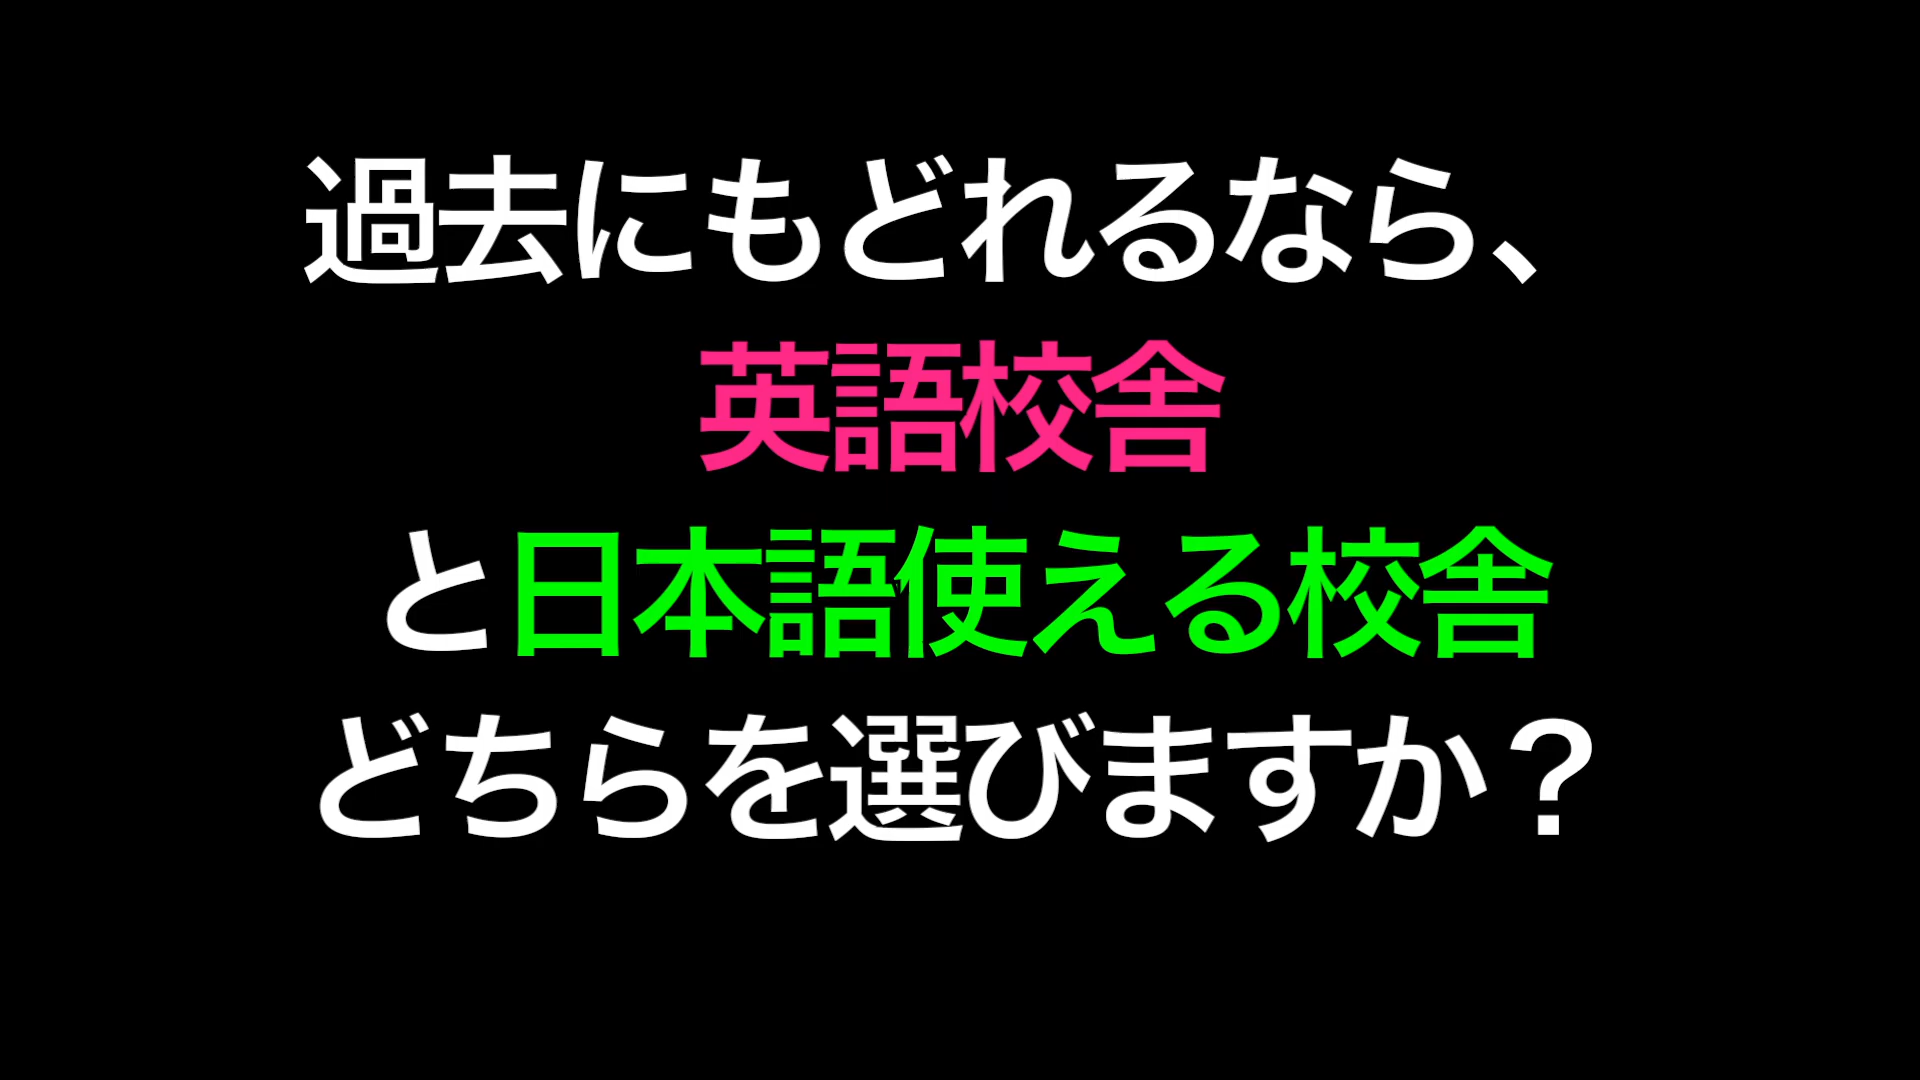 過去にもどれるなら、
英語校舎
と日本語使える校舎
どちらを選びますか？